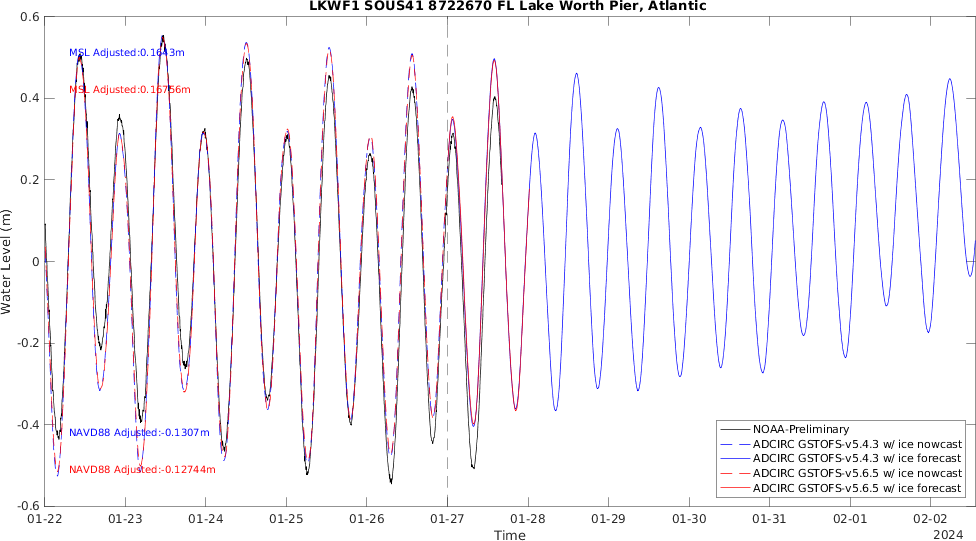 LKWF1 SOUS41 8722670 FL Lake Worth Pier, Atlantic
Water Level (m)
0.6
0.4
0.2
0
-0.2
-0.4
-0.6
MSL Adjusted:0.1643m
MSL Adjusted:0.16756m
NAVD88 Adjusted:-0.1307m
NAVD88 Adjusted:-0.12744m
NOAA-Preliminary
ADCIRC GSTOFS-v5.4.3 w/ ice nowcast
ADCIRC GSTOFS-v5.4.3 w/ ice forecast
ADCIRC GSTOFS-v5.6.5 w/ ice nowcast
ADCIRC GSTOFS-v5.6.5 w/ ice forecast
01-22 01-23 01-24 01-25 01-26 01-27 01-28 01-29 01-30 01-31 02-01 02-02
Time
2024